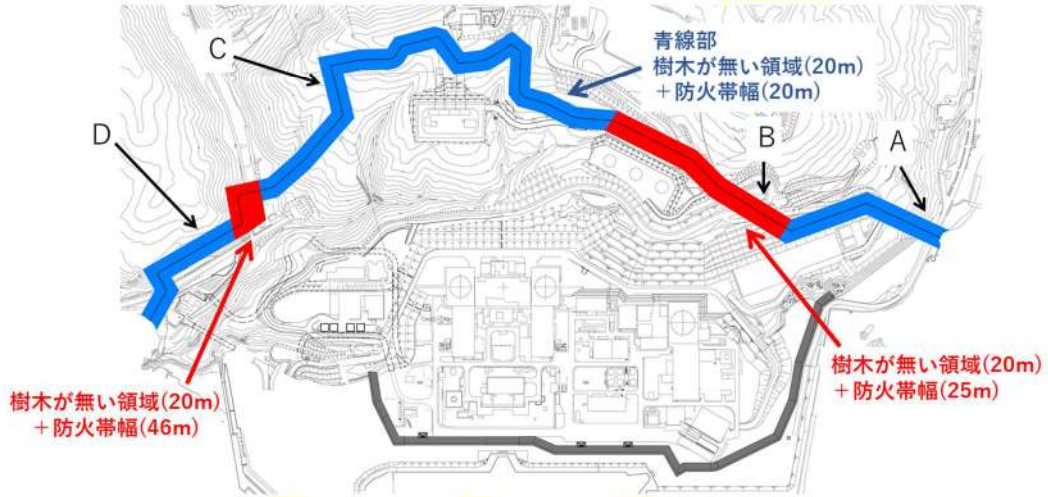 C
青線部
樹木が無い領域(20m)
＋防火帯幅(20m)
D
B
A
樹木が無い領域(20m)
＋防火帯幅(46m)
樹木が無い領域(20m)
＋防火帯幅(25m)